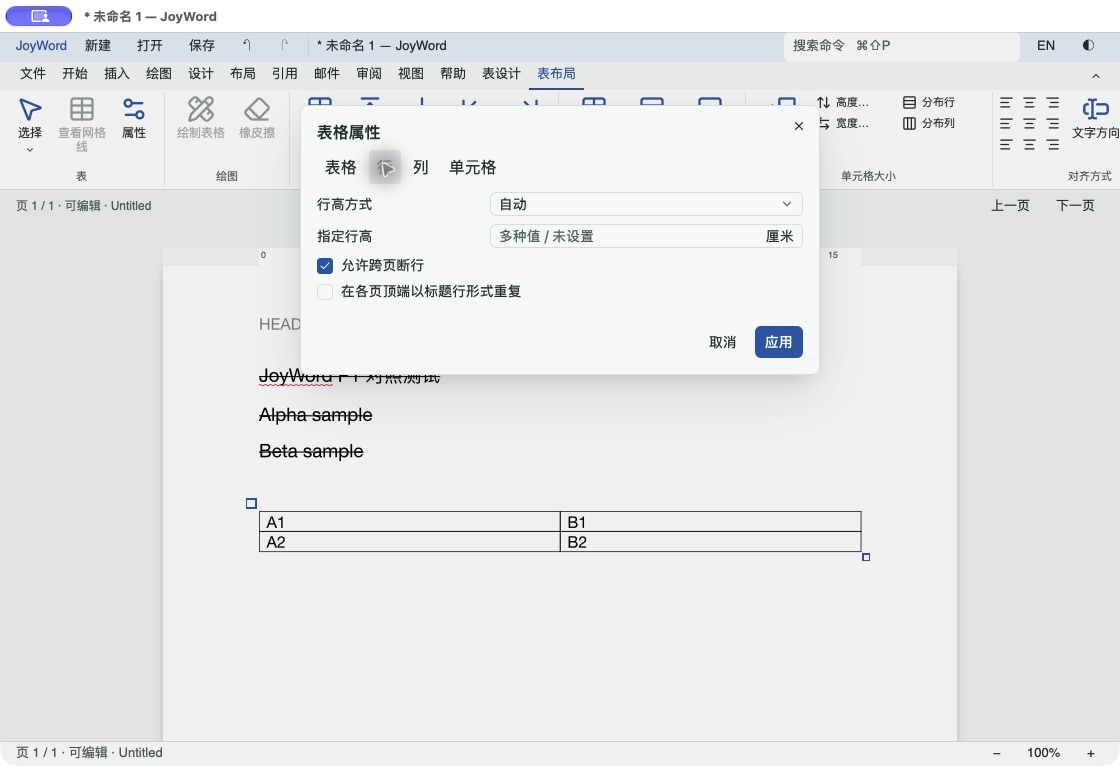 * 未命名 1 — JoyWord
JoyWord 新建 打开 保存 * 未命名 1 — JoyWord 搜索命令 ⌘⇧P EN
文件 开始 插入 绘图 设计 布局 引用 邮件 审阅 视图 帮助 表设计 表布局
选择 查看网格线 属性 绘制表格 橡皮擦 高度... 分布行
宽度... 分布列 文字方向
表 绘图 单元格大小 对齐方式
表格属性
表格 列 单元格
行高方式 自动
指定行高 多种值 / 未设置 厘米
允许跨页断行
在各页顶端以标题行形式重复
取消 应用
页 1 / 1 · 可编辑 · Untitled 上一页 下一页
0 15
HEAD
JoyWord P1 对照测试
Alpha sample
Beta sample
A1 B1
A2 B2
页 1 / 1 · 可编辑 · Untitled − 100% +